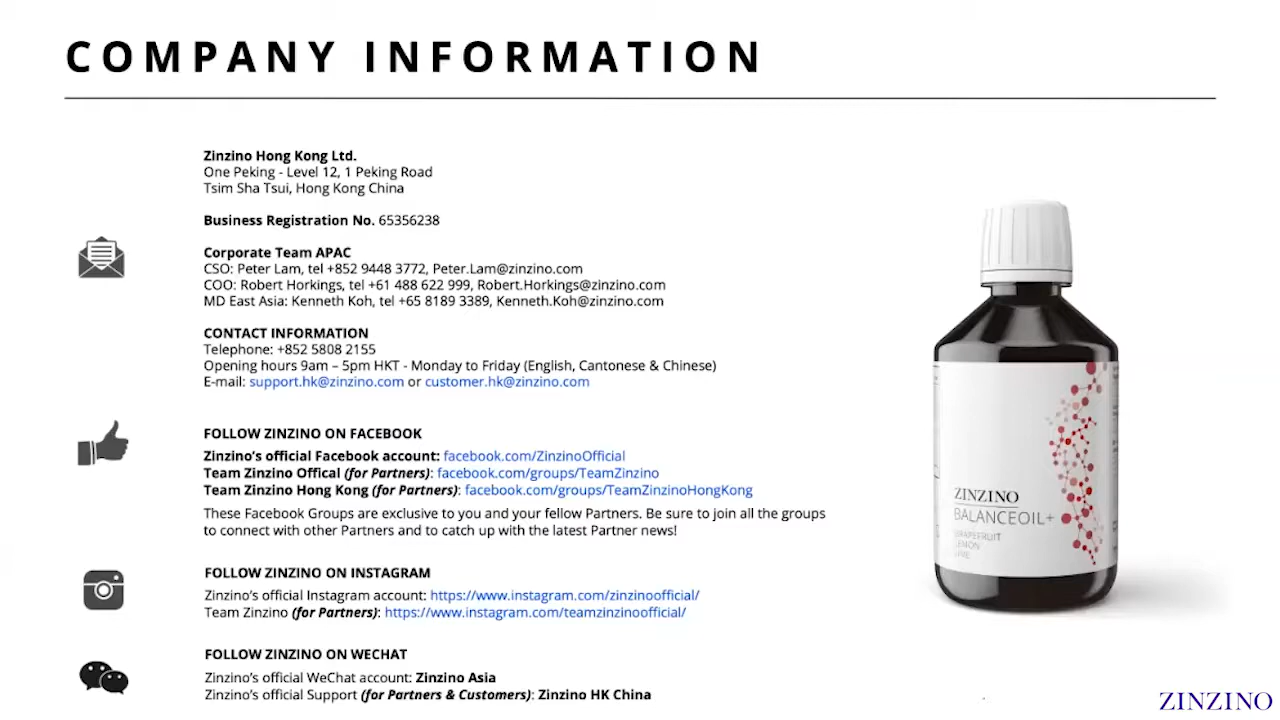 COMPANY INFORMATION
Zinzino Hong Kong Ltd.
One Peking - Level 12, 1 Peking Road
Tsim Sha Tsui, Hong Kong China
Business Registration No. 65356238
Corporate Team APAC
CSO: Peter Lam, tel +852 9448 3772, Peter.Lam@zinzino.com
COO: Robert Horkings, tel +61 488 622 999, Robert.Horkings@zinzino.com
MD East Asia: Kenneth Koh, tel +65 8189 3389, Kenneth.Koh@zinzino.com
CONTACT INFORMATION
Telephone: +852 5808 2155
Opening hours 9am – 5pm HKT - Monday to Friday (English, Cantonese & Chinese)
E-mail: support.hk@zinzino.com or customer.hk@zinzino.com
FOLLOW ZINZINO ON FACEBOOK
Zinzino's official Facebook account: facebook.com/ZinzinoOfficial
Team Zinzino Offical (for Partners): facebook.com/groups/TeamZinzino
Team Zinzino Hong Kong (for Partners): facebook.com/groups/TeamZinzinoHongKong
These Facebook Groups are exclusive to you and your fellow Partners. Be sure to join all the groups
to connect with other Partners and to catch up with the latest Partner news!
FOLLOW ZINZINO ON INSTAGRAM
Zinzino's official Instagram account: https://www.instagram.com/zinzinoofficial/
Team Zinzino (for Partners): https://www.instagram.com/teamzinzinoofficial/
FOLLOW ZINZINO ON WECHAT
Zinzino's official WeChat account: Zinzino Asia
Zinzino's official Support (for Partners & Customers): Zinzino HK China
ZINZINO
BALANCEOIL+
GRAPEFRUIT
LEMON
LIME
ZINZINO